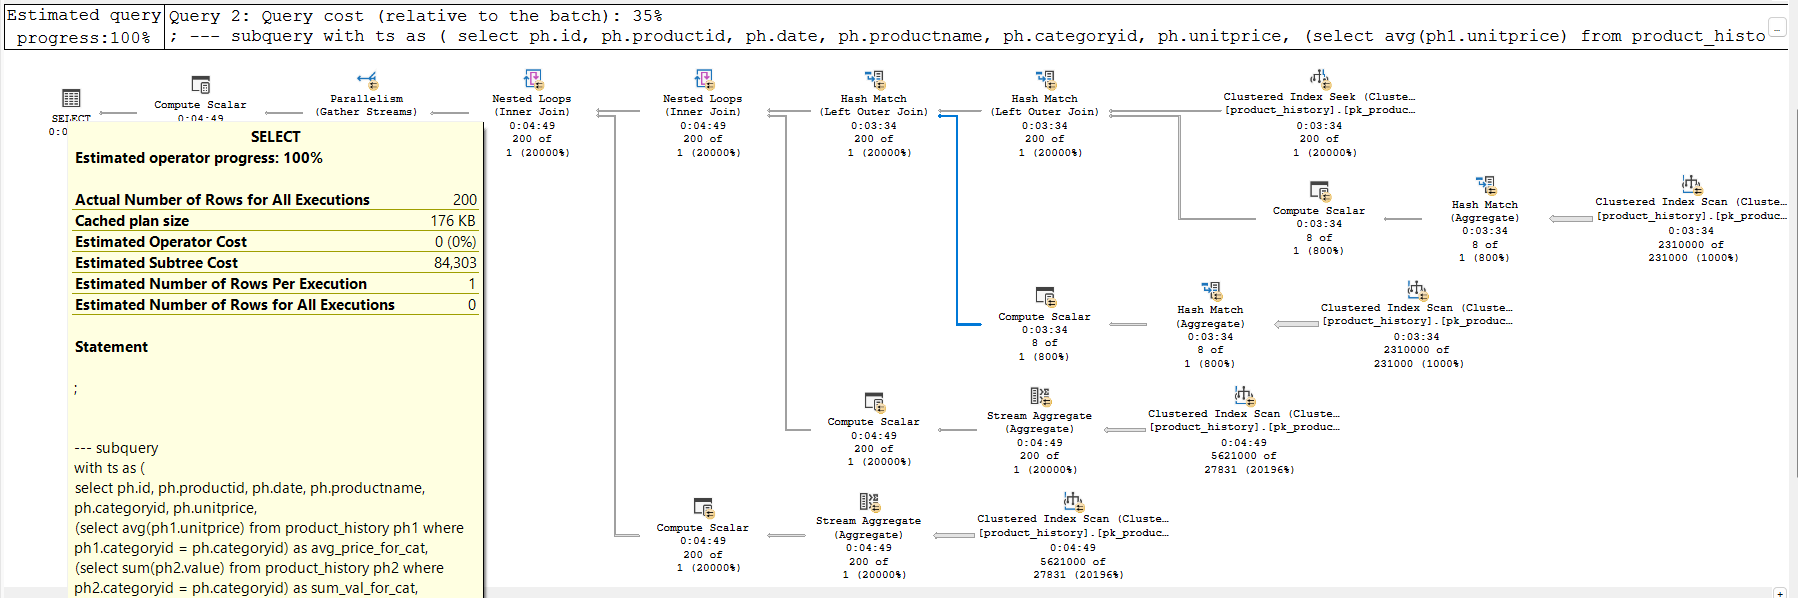 Estimated query progress:100%
Query 2: Query cost (relative to the batch): 35%
; --- subquery with ts as ( select ph.id, ph.productid, ph.date, ph.productname, ph.categoryid, ph.unitprice, (select avg(ph1.unitprice) from product_histo
SELECT
0:0
Compute Scalar
0:04:49
Parallelism
(Gather Streams)
Nested Loops
(Inner Join)
0:04:49
200 of
1 (20000%)
Nested Loops
(Inner Join)
0:04:49
200 of
1 (20000%)
Hash Match
(Left Outer Join)
0:03:34
200 of
1 (20000%)
Hash Match
(Left Outer Join)
0:03:34
200 of
1 (20000%)
Clustered Index Seek (Cluste…
[product_history].[pk_produc…
0:03:34
200 of
1 (20000%)
Compute Scalar
0:03:34
8 of
1 (800%)
Hash Match
(Aggregate)
0:03:34
8 of
1 (800%)
Clustered Index Scan (Cluste…
[product_history].[pk_produc…
0:03:34
2310000 of
231000 (1000%)
Compute Scalar
0:03:34
8 of
1 (800%)
Hash Match
(Aggregate)
0:03:34
8 of
1 (800%)
Clustered Index Scan (Cluste…
[product_history].[pk_produc…
0:03:34
2310000 of
231000 (1000%)
Compute Scalar
0:04:49
200 of
1 (20000%)
Stream Aggregate
(Aggregate)
0:04:49
200 of
1 (20000%)
Clustered Index Scan (Cluste…
[product_history].[pk_produc…
0:04:49
5621000 of
27831 (20196%)
Compute Scalar
0:04:49
200 of
1 (20000%)
Stream Aggregate
(Aggregate)
0:04:49
200 of
1 (20000%)
Clustered Index Scan (Cluste…
[product_history].[pk_produc…
0:04:49
5621000 of
27831 (20196%)
SELECT
Estimated operator progress: 100%
Actual Number of Rows for All Executions 200
Cached plan size 176 KB
Estimated Operator Cost 0 (0%)
Estimated Subtree Cost 84,303
Estimated Number of Rows Per Execution 1
Estimated Number of Rows for All Executions 0
Statement
;
--- subquery
with ts as (
select ph.id, ph.productid, ph.date, ph.productname,
ph.categoryid, ph.unitprice,
(select avg(ph1.unitprice) from product_history ph1 where
ph1.categoryid = ph.categoryid) as avg_price_for_cat,
(select sum(ph2.value) from product_history ph2 where
ph2.categoryid = ph.categoryid) as sum_val_for_cat,